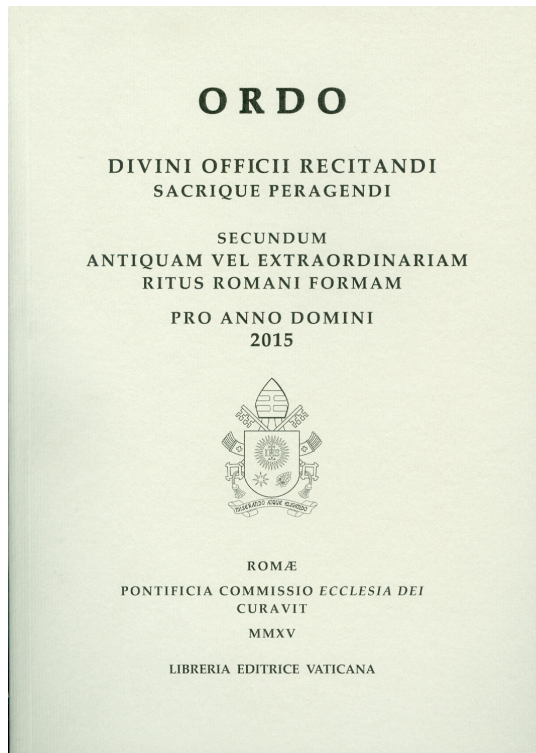 ORDO
DIVINI OFFICII RECITANDI
SACRIQUE PERAGENDI
SECUNDUM
ANTIQUAM VEL EXTRAORDINARIAM
RITUS ROMANI FORMAM
PRO ANNO DOMINI
2015
MISERANDO ATQUE ELIGENDO
ROMÆ
PONTIFICIA COMMISSIO ECCLESIA DEI
CURAVIT
MMXV
LIBRERIA EDITRICE VATICANA